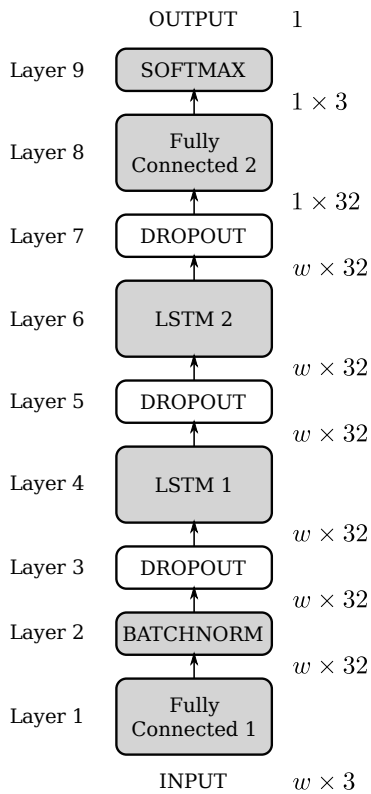 OUTPUT 1
Layer 9 SOFTMAX
1 × 3
Layer 8 Fully
Connected 2
1 × 32
Layer 7 DROPOUT
w × 32
Layer 6 LSTM 2
w × 32
Layer 5 DROPOUT
w × 32
Layer 4 LSTM 1
w × 32
Layer 3 DROPOUT
w × 32
Layer 2 BATCHNORM
w × 32
Layer 1 Fully
Connected 1
INPUT w × 3